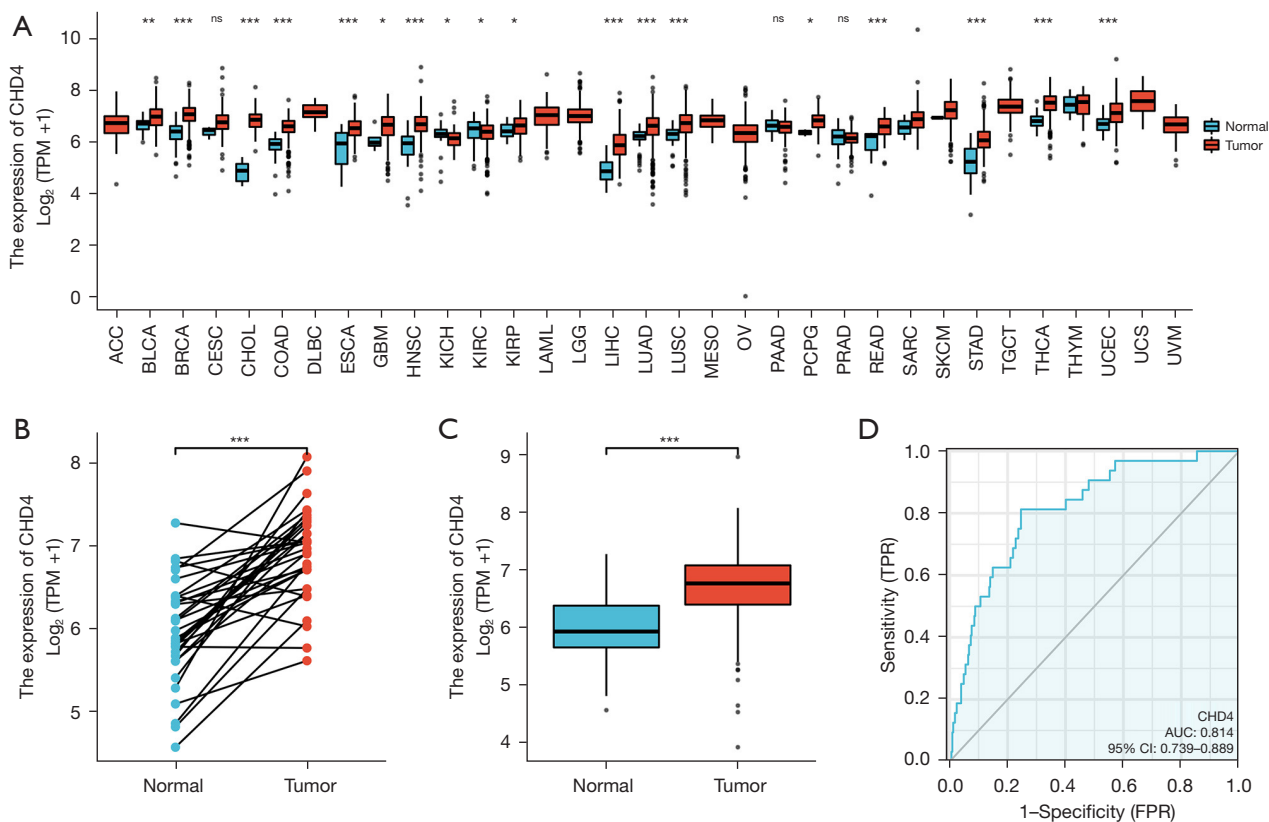 A
** *** ns *** *** *** * *** * * * *** *** *** ns * ns *** *** *** ***
The expression of CHD4
Log₂ (TPM +1)
10
8
6
4
2
0
Normal
Tumor
ACC BLCA BRCA CESC CHOL COAD DLBC ESCA GBM HNSC KICH KIRC KIRP LAML LGG LIHC LUAD LUSC MESO OV PAAD PCPG PRAD READ SARC SKCM STAD TGCT THCA THYM UCEC UCS UVM
B
***
The expression of CHD4
Log₂ (TPM +1)
8
7
6
5
Normal Tumor
C
***
The expression of CHD4
Log₂ (TPM +1)
9
8
7
6
5
4
Normal Tumor
D
Sensitivity (TPR)
1.0
0.8
0.6
0.4
0.2
0.0
CHD4
AUC: 0.814
95% CI: 0.739–0.889
0.0 0.2 0.4 0.6 0.8 1.0
1–Specificity (FPR)